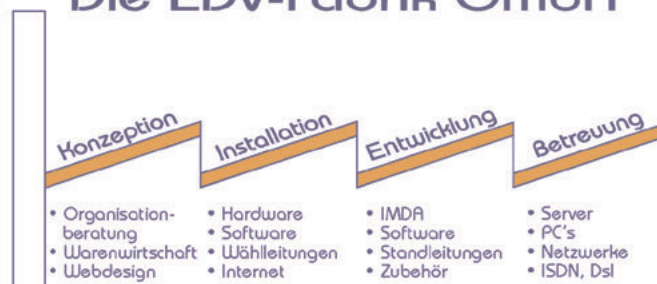 Die EDV-Fabrik GmbH
Konzeption
Installation
Entwicklung
Betreuung
• Organisation-
beratung
• Warenwirtschaft
• Webdesign
• Hardware
• Software
• Wählleitungen
• Internet
• IMDA
• Software
• Standleitungen
• Zubehör
• Server
• PC's
• Netzwerke
• ISDN, Dsl